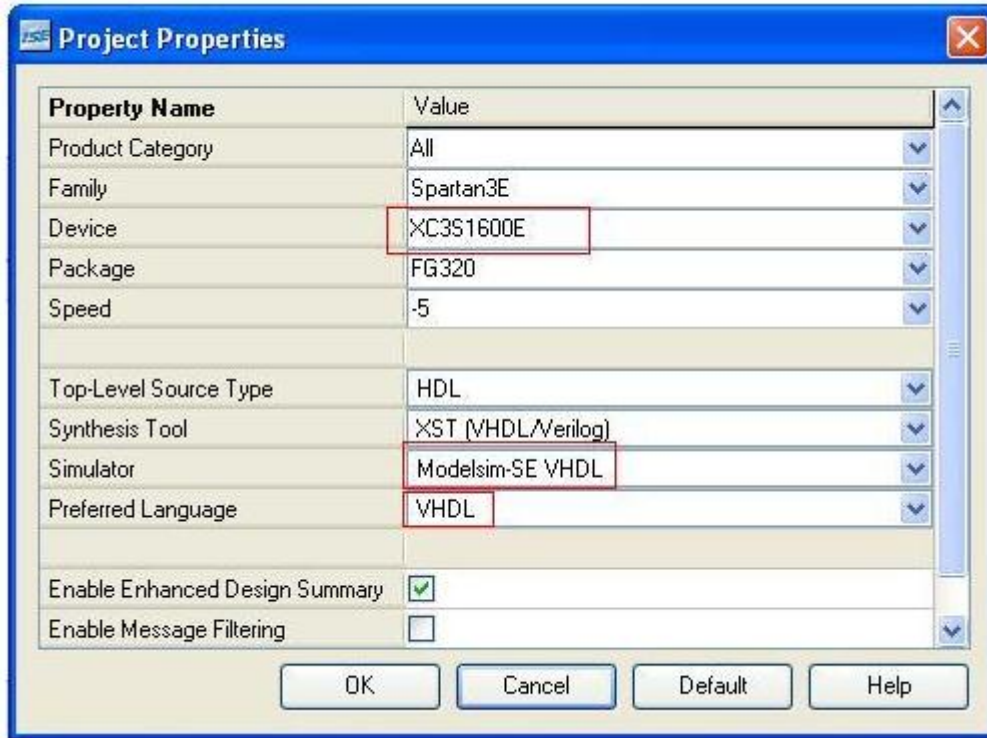 ISE Project Properties
Property Name Value
Product Category All
Family Spartan3E
Device XC3S1600E
Package FG320
Speed -5
Top-Level Source Type HDL
Synthesis Tool XST (VHDL/Verilog)
Simulator Modelsim-SE VHDL
Preferred Language VHDL
Enable Enhanced Design Summary
Enable Message Filtering
OK Cancel Default Help